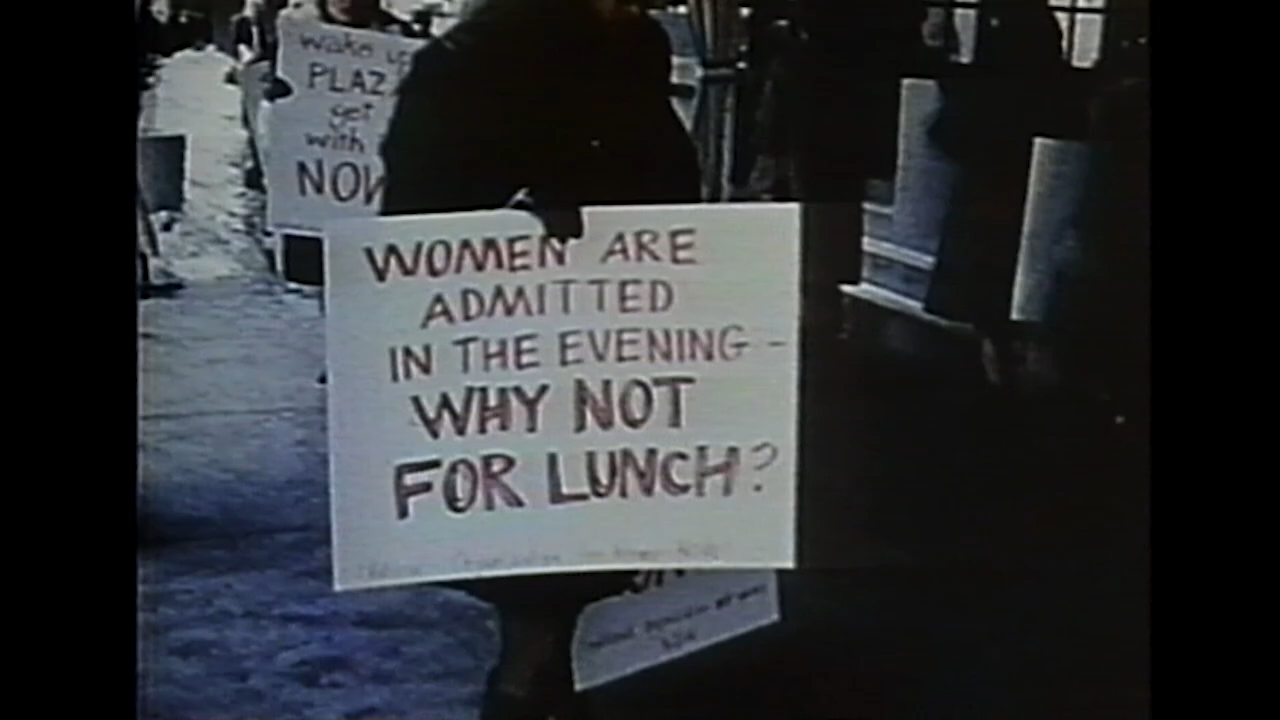 wake up
PLAZ
get
with
NOW
WOMEN ARE
ADMITTED
IN THE EVENING -
WHY NOT
FOR LUNCH?